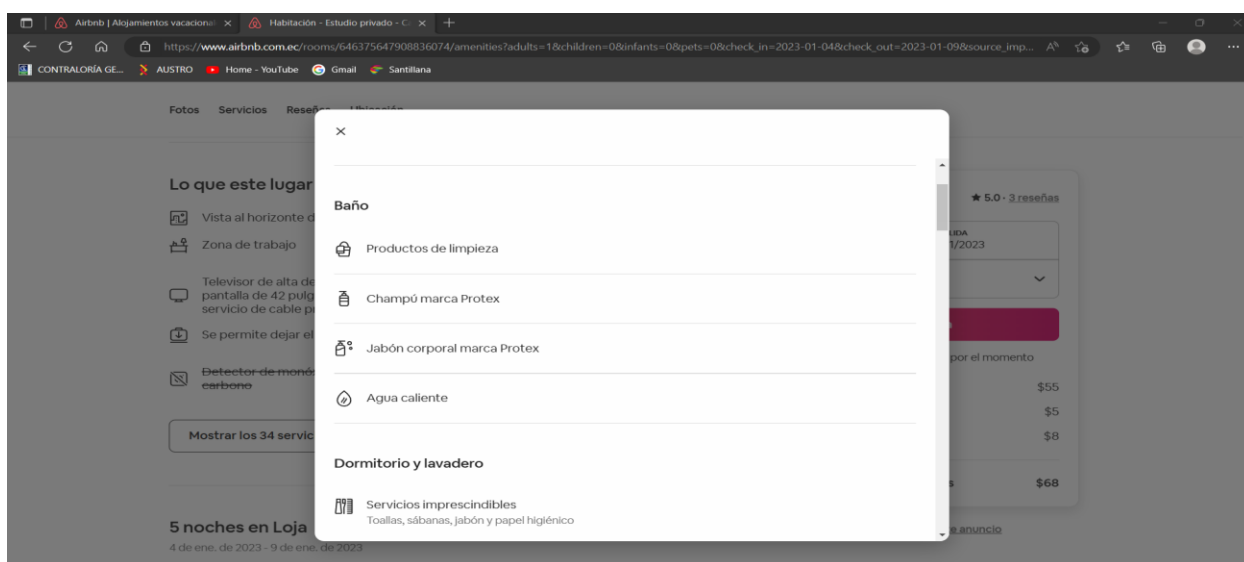 Airbnb | Alojamientos vacacional
Habitación - Estudio privado - C
https://www.airbnb.com.ec/rooms/646375647908836074/amenities?adults=1&children=0&infants=0&pets=0&check_in=2023-01-04&check_out=2023-01-09&source_imp...
CONTRALORÍA GE... AUSTRO Home - YouTube Gmail Santillana
Fotos Servicios Reseñas Ubicación
Lo que este lugar
Vista al horizonte d
Zona de trabajo
Televisor de alta de
pantalla de 42 pulg
servicio de cable p
Se permite dejar el
Detector de monó
carbono
Mostrar los 34 servic
5 noches en Loja
4 de ene. de 2023 - 9 de ene. de 2023
Baño
Productos de limpieza
Champú marca Protex
Jabón corporal marca Protex
Agua caliente
Dormitorio y lavadero
Servicios imprescindibles
Toallas, sábanas, jabón y papel higiénico
5.0 · 3 reseñas
LIDA
1/2023
por el momento
$55
$5
$8
s $68
e anuncio